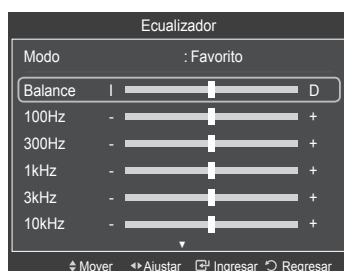 Ecualizador
Modo : Favorito
Balance I D
100Hz - +
300Hz - +
1kHz - +
3kHz - +
10kHz - +
Mover Ajustar Ingresar Regresar